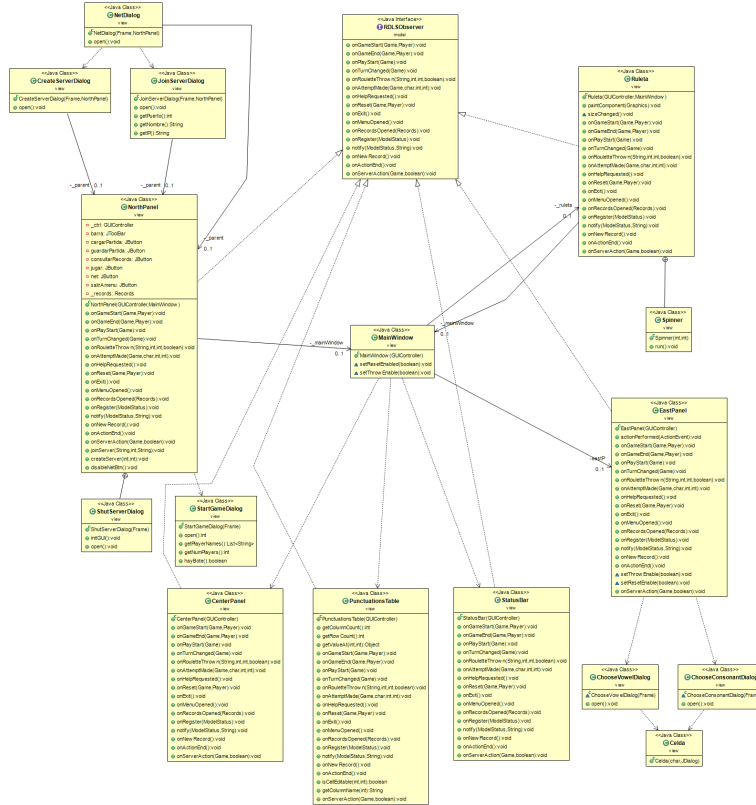 <<Java Class>>
NetDialog
view
NetDialog(Frame,NorthPanel)
open():void
<<Java Class>>
CreateServerDialog
view
CreateServerDialog(Frame,NorthPanel)
open():void
<<Java Class>>
JoinServerDialog
view
JoinServerDialog(Frame,NorthPanel)
open():void
getPuerto():int
getNombre():String
getIP():String
-_parent 0..1
-_parent 0..1
-_parent
0..1
<<Java Class>>
NorthPanel
view
_ctrl: GUIController
barra: JToolBar
cargarPartida: JButton
guardarPartida: JButton
consultarRecords: JButton
jugar: JButton
net: JButton
salirAmenu: JButton
_records: Records
NorthPanel(GUIController,MainWindow)
onGameStart(Game,Player):void
onGameEnd(Game,Player):void
onPlayStart(Game):void
onTurnChanged(Game):void
onRouletteThrown(String,int,int,boolean):void
onAttemptMade(Game,char,int,int):void
onHelpRequested():void
onReset(Game,Player):void
onExit():void
onMenuOpened():void
onRecordsOpened(Records):void
onRegister(ModelStatus):void
notify(ModelStatus,String):void
onNewRecord():void
onActionEnd():void
onServerAction(Game,boolean):void
joinServer(String,int,String):void
createServer(int,int):void
disableNetBtn():void
<<Java Class>>
ShutServerDialog
view
ShutServerDialog(Frame)
initGUI():void
open():void
<<Java Class>>
StartGameDialog
view
StartGameDialog(Frame)
open():int
getPlayerNames():List<String>
getNumPlayers():int
hayBote():boolean
<<Java Interface>>
RDLSObserver
model
onGameStart(Game,Player):void
onGameEnd(Game,Player):void
onPlayStart(Game):void
onTurnChanged(Game):void
onRouletteThrown(String,int,int,boolean):void
onAttemptMade(Game,char,int,int):void
onHelpRequested():void
onReset(Game,Player):void
onExit():void
onMenuOpened():void
onRecordsOpened(Records):void
onRegister(ModelStatus):void
notify(ModelStatus,String):void
onNewRecord():void
onActionEnd():void
onServerAction(Game,boolean):void
<<Java Class>>
Ruleta
view
Ruleta(GUIController,MainWindow)
paintComponent(Graphics):void
sizeChanged():void
onGameStart(Game,Player):void
onGameEnd(Game,Player):void
onPlayStart(Game):void
onTurnChanged(Game):void
onRouletteThrown(String,int,int,boolean):void
onAttemptMade(Game,char,int,int):void
onHelpRequested():void
onReset(Game,Player):void
onExit():void
onMenuOpened():void
onRecordsOpened(Records):void
onRegister(ModelStatus):void
notify(ModelStatus,String):void
onNewRecord():void
onActionEnd():void
onServerAction(Game,boolean):void
-_ruleta
0..1
<<Java Class>>
Spinner
view
Spinner(int,int)
run():void
-_mainWindow
0..1
-_mainWindow
0..1
<<Java Class>>
MainWindow
view
MainWindow(GUIController)
setResetEnabled(boolean):void
setThrowEnable(boolean):void
-eastP
0..1
<<Java Class>>
EastPanel
view
EastPanel(GUIController)
actionPerformed(ActionEvent):void
onGameStart(Game,Player):void
onGameEnd(Game,Player):void
onPlayStart(Game):void
onTurnChanged(Game):void
onRouletteThrown(String,int,int,boolean):void
onAttemptMade(Game,char,int,int):void
onHelpRequested():void
onReset(Game,Player):void
onExit():void
onMenuOpened():void
onRecordsOpened(Records):void
onRegister(ModelStatus):void
notify(ModelStatus,String):void
onNewRecord():void
onActionEnd():void
setThrowEnable(boolean):void
setResetEnable(boolean):void
onServerAction(Game,boolean):void
<<Java Class>>
CenterPanel
view
CenterPanel(GUIController)
onGameStart(Game,Player):void
onGameEnd(Game,Player):void
onPlayStart(Game):void
onTurnChanged(Game):void
onRouletteThrown(String,int,int,boolean):void
onAttemptMade(Game,char,int,int):void
onHelpRequested():void
onReset(Game,Player):void
onExit():void
onMenuOpened():void
onRecordsOpened(Records):void
onRegister(ModelStatus):void
notify(ModelStatus,String):void
onNewRecord():void
onActionEnd():void
onServerAction(Game,boolean):void
<<Java Class>>
PunctuationsTable
view
PunctuationsTable(GUIController)
getColumnCount():int
getRowCount():int
getValueAt(int,int):Object
onGameStart(Game,Player):void
onGameEnd(Game,Player):void
onPlayStart(Game):void
onTurnChanged(Game):void
onRouletteThrown(String,int,int,boolean):void
onAttemptMade(Game,char,int,int):void
onHelpRequested():void
onReset(Game,Player):void
onExit():void
onMenuOpened():void
onRecordsOpened(Records):void
onRegister(ModelStatus):void
notify(ModelStatus,String):void
onNewRecord():void
onActionEnd():void
isCellEditable(int,int):boolean
getColumnName(int):String
onServerAction(Game,boolean):void
<<Java Class>>
StatusBar
view
StatusBar(GUIController)
onGameStart(Game,Player):void
onGameEnd(Game,Player):void
onPlayStart(Game):void
onTurnChanged(Game):void
onRouletteThrown(String,int,int,boolean):void
onAttemptMade(Game,char,int,int):void
onHelpRequested():void
onReset(Game,Player):void
onExit():void
onMenuOpened():void
onRecordsOpened(Records):void
onRegister(ModelStatus):void
notify(ModelStatus,String):void
onNewRecord():void
onActionEnd():void
onServerAction(Game,boolean):void
<<Java Class>>
ChooseVowelDialog
view
ChooseVowelDialog(Frame)
open():void
<<Java Class>>
ChooseConsonantDialog
view
ChooseConsonantDialog(Fram
open():void
<<Java Class>>
Celda
view
Celda(char,JDialog)